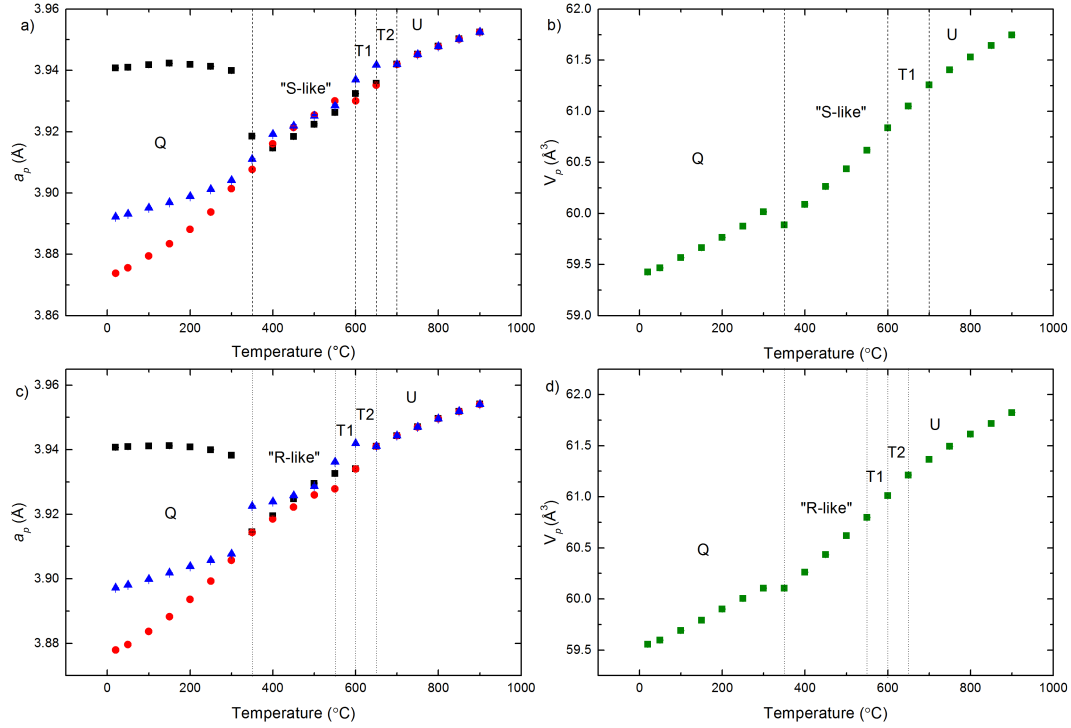 a)
3.96
3.94
3.92
3.90
3.88
3.86
a_p (Å)
Q
"S-like"
T1
T2
U
0 200 400 600 800 1000
Temperature (°C)
b)
62.0
61.5
61.0
60.5
60.0
59.5
59.0
V_p (Å³)
Q
"S-like"
T1
U
0 200 400 600 800 1000
Temperature (°C)
c)
3.96
3.94
3.92
3.90
3.88
a_p (Å)
Q
"R-like"
T1
T2
U
0 200 400 600 800 1000
Temperature (°C)
d)
62.0
61.5
61.0
60.5
60.0
59.5
V_p (Å³)
Q
"R-like"
T1
T2
U
0 200 400 600 800 1000
Temperature (°C)